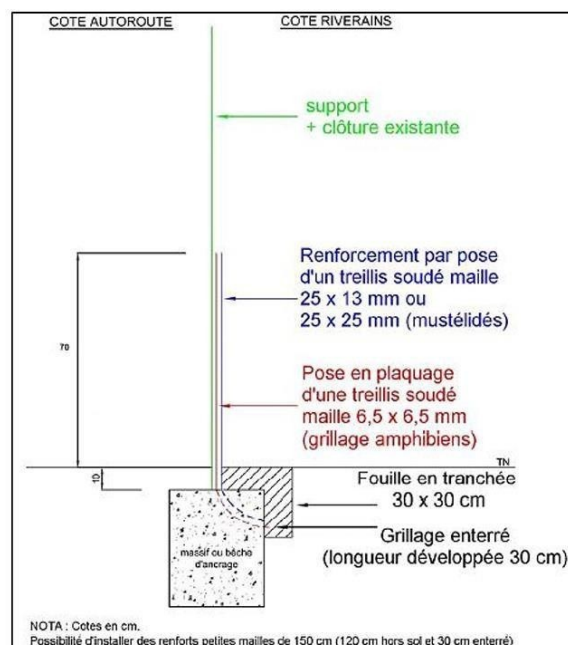 COTE AUTOROUTE
COTE RIVERAINS
support
+ clôture existante
Renforcement par pose
d'un treillis soudé maille
25 x 13 mm ou
25 x 25 mm (mustélidés)
70
Pose en plaquage
d'une treillis soudé
maille 6,5 x 6,5 mm
(grillage amphibiens)
TN
10
Fouille en tranchée
30 x 30 cm
Grillage enterré
(longueur développée 30 cm)
massif ou bêche
d'ancrage
NOTA : Cotes en cm.
Possibilité d'installer des renforts petites mailles de 150 cm (120 cm hors sol et 30 cm enterré)